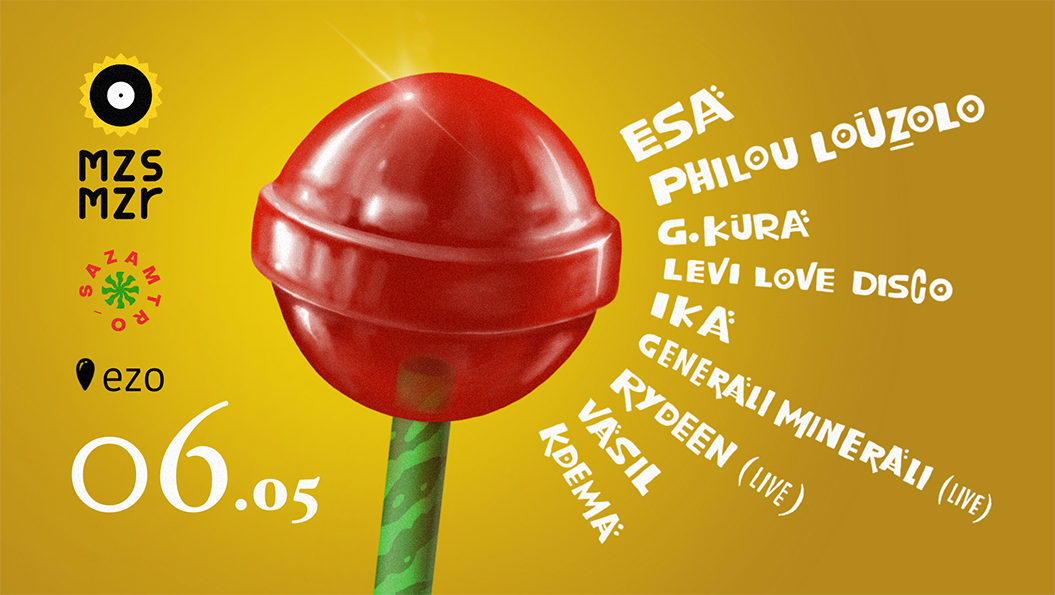 MZS
MZR
SAZAMTRO,
ezo
06.05
ESÄ
PHILOU LOÜZOLO
G.KÜRÄ
LEVI LOVE DISCO
IKÄ
GENERÄLI MINERÄLI (LIVE)
RYDEEN (LIVE)
VÄSIL
KDEMÄ